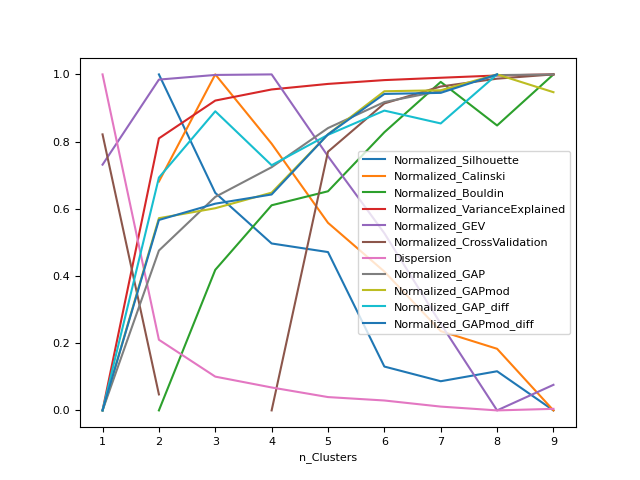 1.0
0.8
0.6
0.4
0.2
0.0
Normalized_Silhouette
Normalized_Calinski
Normalized_Bouldin
Normalized_VarianceExplained
Normalized_GEV
Normalized_CrossValidation
Dispersion
Normalized_GAP
Normalized_GAPmod
Normalized_GAP_diff
Normalized_GAPmod_diff
1 2 3 4 5 6 7 8 9
n_Clusters